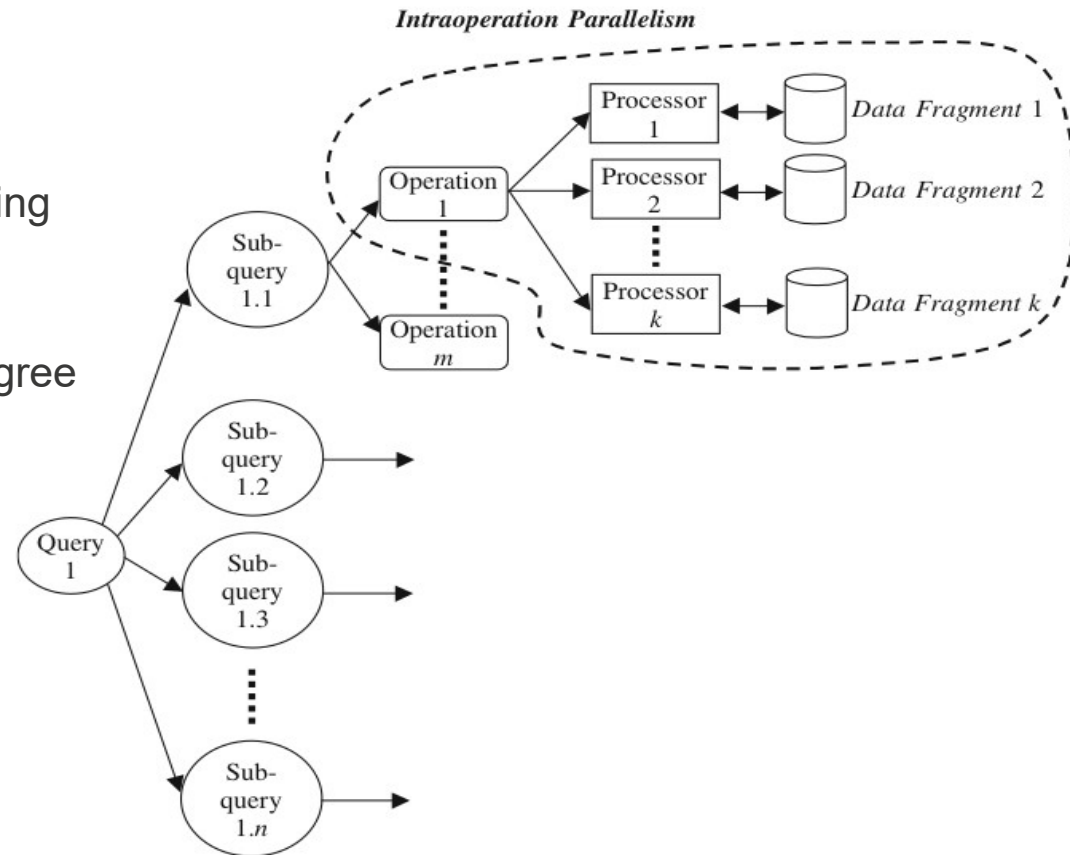 Intraoperation Parallelism
Processor
1
Data Fragment 1
Operation
1
Processor
2
Data Fragment 2
ing
Sub-
query
1.1
Processor
k
Data Fragment k
Operation
m
gree
Sub-
query
1.2
Query
1
Sub-
query
1.3
Sub-
query
1.n